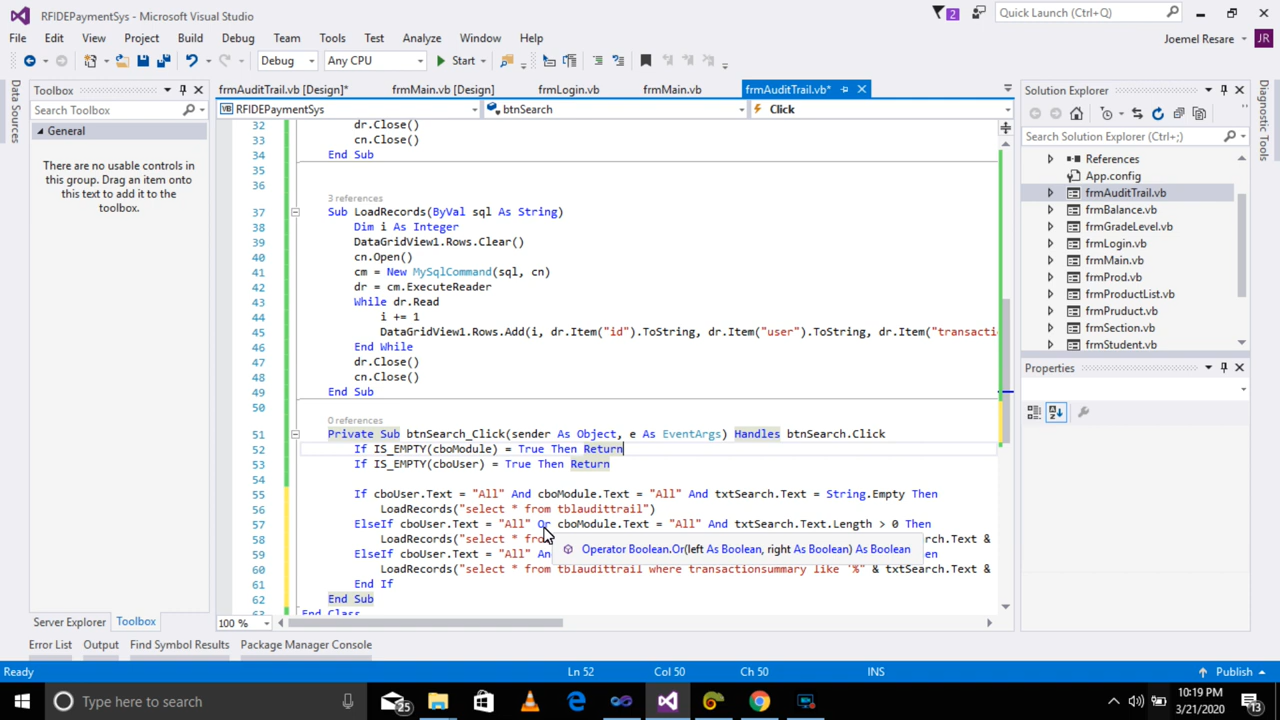 RFIDEPaymentSys - Microsoft Visual Studio
2
Quick Launch (Ctrl+Q)
File Edit View Project Build Debug Team Tools Test Analyze Window Help
Joemel Resare
JR
Debug
Any CPU
Start
Data Sources
Toolbox
Search Toolbox
General
There are no usable controls in
this group. Drag an item onto
this text to add it to the
toolbox.
frmAuditTrail.vb [Design]* frmMain.vb [Design] frmLogin.vb frmMain.vb frmAuditTrail.vb*
RFIDEPaymentSys btnSearch Click
32 dr.Close()
33 cn.Close()
34 End Sub
35
36
3 references
37 Sub LoadRecords(ByVal sql As String)
38 Dim i As Integer
39 DataGridView1.Rows.Clear()
40 cn.Open()
41 cm = New MySqlCommand(sql, cn)
42 dr = cm.ExecuteReader
43 While dr.Read
44 i += 1
45 DataGridView1.Rows.Add(i, dr.Item("id").ToString, dr.Item("user").ToString, dr.Item("transacti
46 End While
47 dr.Close()
48 cn.Close()
49 End Sub
50
0 references
51 Private Sub btnSearch_Click(sender As Object, e As EventArgs) Handles btnSearch.Click
52 If IS_EMPTY(cboModule) = True Then Return
53 If IS_EMPTY(cboUser) = True Then Return
54
55 If cboUser.Text = "All" And cboModule.Text = "All" And txtSearch.Text = String.Empty Then
56 LoadRecords("select * from tblaudittrail")
57 ElseIf cboUser.Text = "All" Or cboModule.Text = "All" And txtSearch.Text.Length > 0 Then
58 LoadRecords("select * fro ch.Text &
Operator Boolean.Or(left As Boolean, right As Boolean) As Boolean
59 ElseIf cboUser.Text = "All" An en
60 LoadRecords("select * from tblaudittrail where transactionsummary like '%" & txtSearch.Text &
61 End If
62 End Sub
63 End Class
100 %
Server Explorer Toolbox
Error List Output Find Symbol Results Package Manager Console
Solution Explorer
Search Solution Explorer (Ctrl+;)
References
App.config
frmAuditTrail.vb
frmBalance.vb
frmGradeLevel.vb
frmLogin.vb
frmMain.vb
frmProd.vb
frmProductList.vb
frmPruduct.vb
frmSection.vb
frmStudent.vb
Properties
Diagnostic Tools
Ready Ln 52 Col 50 Ch 50 INS Publish
Type here to search
25
10:19 PM
3/21/2020
13